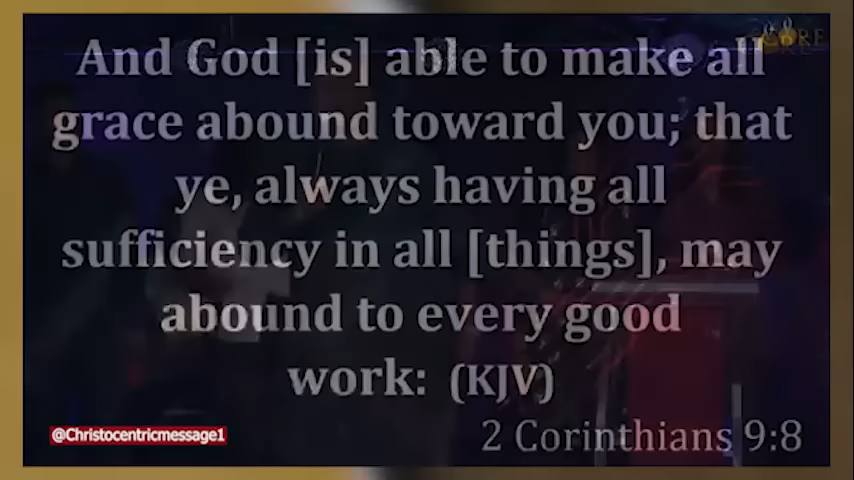 And God [is] able to make all
grace abound toward you; that
ye, always having all
sufficiency in all [things], may
abound to every good
work: (KJV)
2 Corinthians 9:8
@Christocentricmessage1